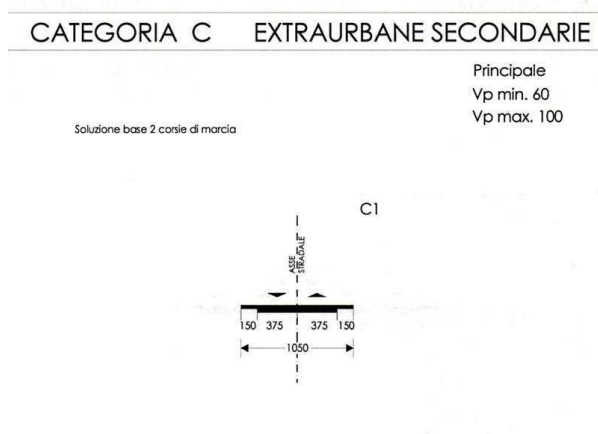 CATEGORIA C EXTRAURBANE SECONDARIE
Principale
Vp min. 60
Vp max. 100
Soluzione base 2 corsie di marcia
C1
ASSE
STRADALE
150 375 375 150
1050